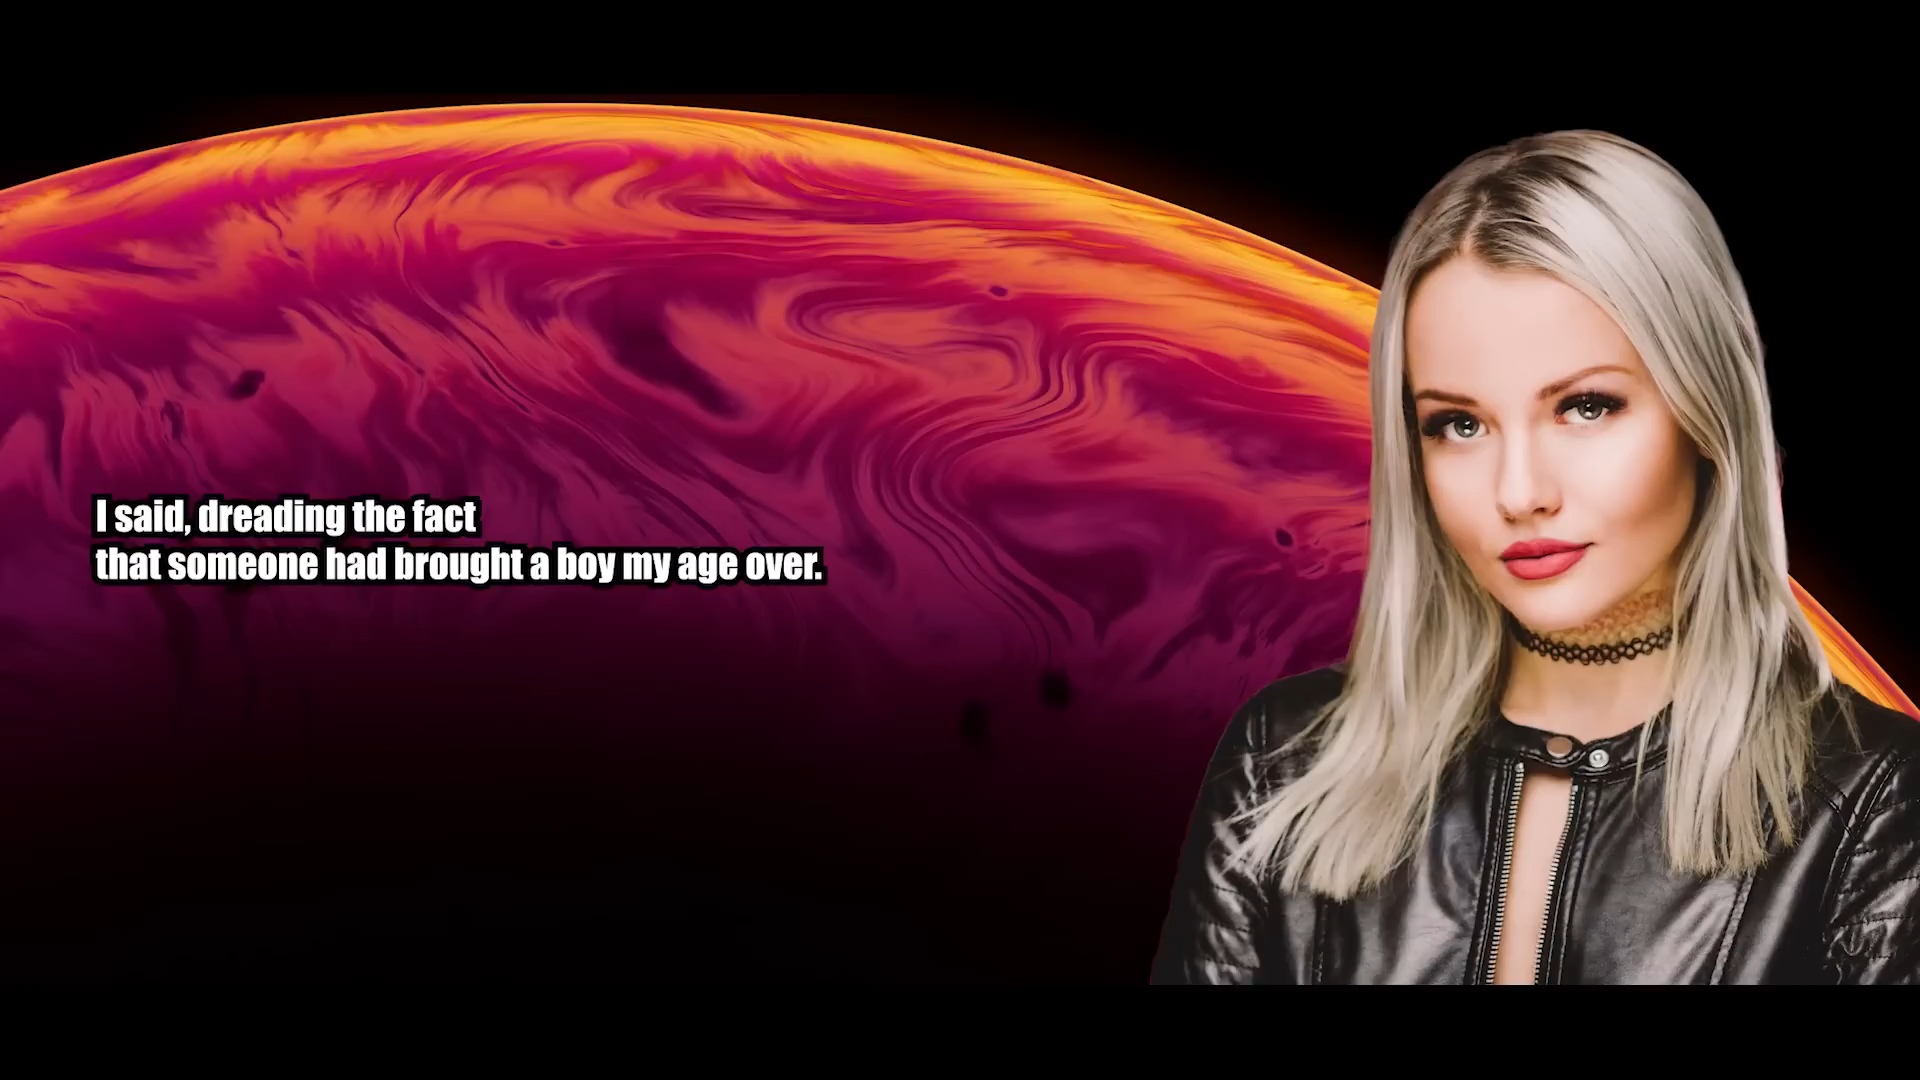 I said, dreading the fact
that someone had brought a boy my age over.